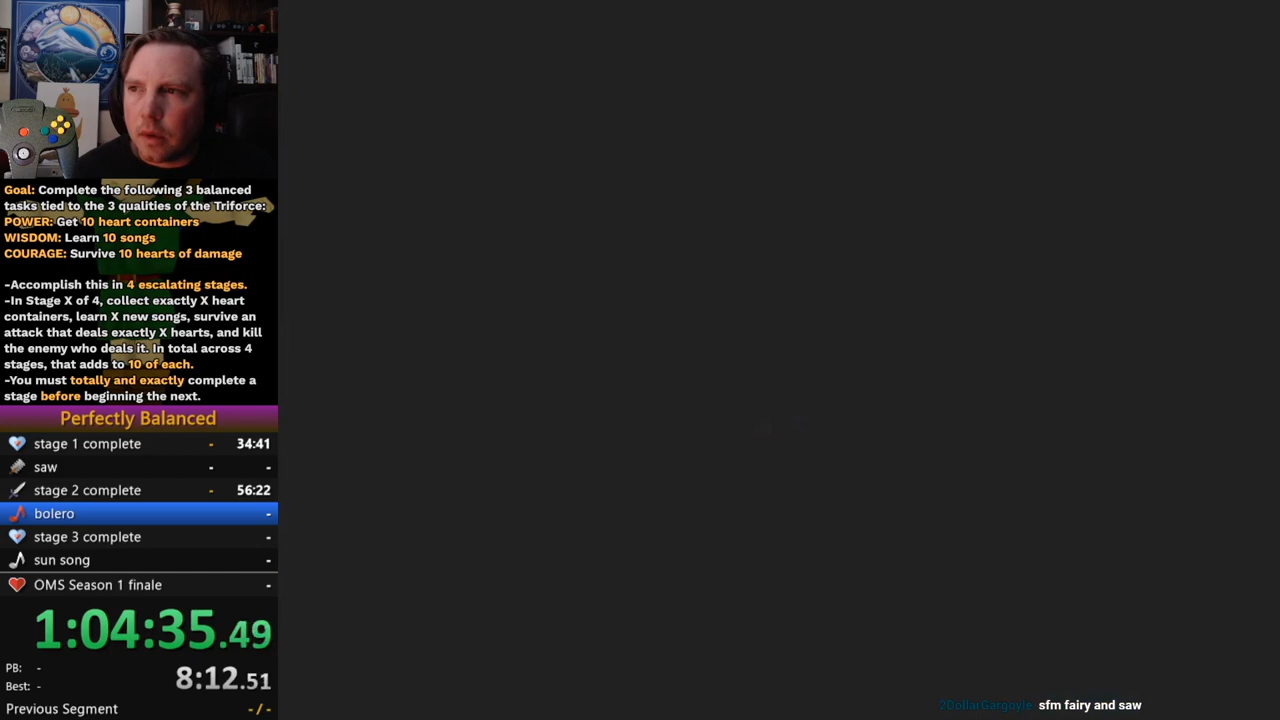 Goal: Complete the following 3 balanced
tasks tied to the 3 qualities of the Triforce:
POWER: Get 10 heart containers
WISDOM: Learn 10 songs
COURAGE: Survive 10 hearts of damage
-Accomplish this in 4 escalating stages.
-In Stage X of 4, collect exactly X heart
containers, learn X new songs, survive an
attack that deals exactly X hearts, and kill
the enemy who deals it. In total across 4
stages, that adds to 10 of each.
-You must totally and exactly complete a
stage before beginning the next.
Perfectly Balanced
stage 1 complete - 34:41
saw - -
stage 2 complete - 56:22
bolero -
stage 3 complete -
sun song -
OMS Season 1 finale -
1:04:35.49
PB: -
8:12.51
Best: -
Previous Segment -/-
2DollarGargoyle: sfm fairy and saw